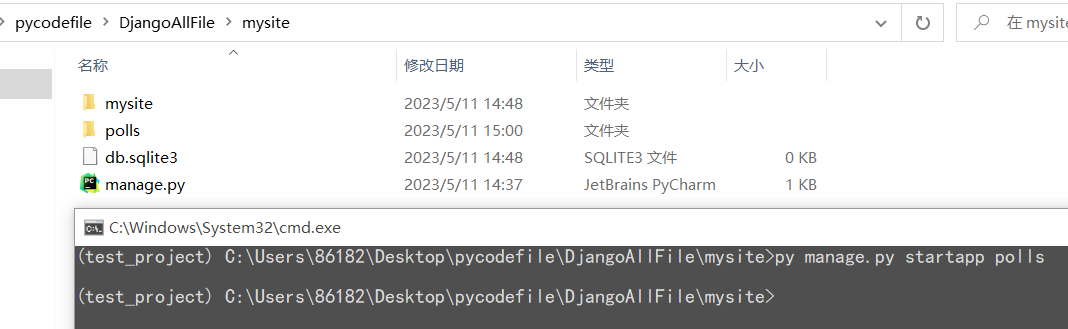 pycodefile > DjangoAllFile > mysite
在 mysite
名称 修改日期 类型 大小
mysite 2023/5/11 14:48 文件夹
polls 2023/5/11 15:00 文件夹
db.sqlite3 2023/5/11 14:48 SQLITE3 文件 0 KB
manage.py 2023/5/11 14:37 JetBrains PyCharm 1 KB
C:\Windows\System32\cmd.exe
(test_project) C:\Users\86182\Desktop\pycodefile\DjangoAllFile\mysite>py manage.py startapp polls
(test_project) C:\Users\86182\Desktop\pycodefile\DjangoAllFile\mysite>